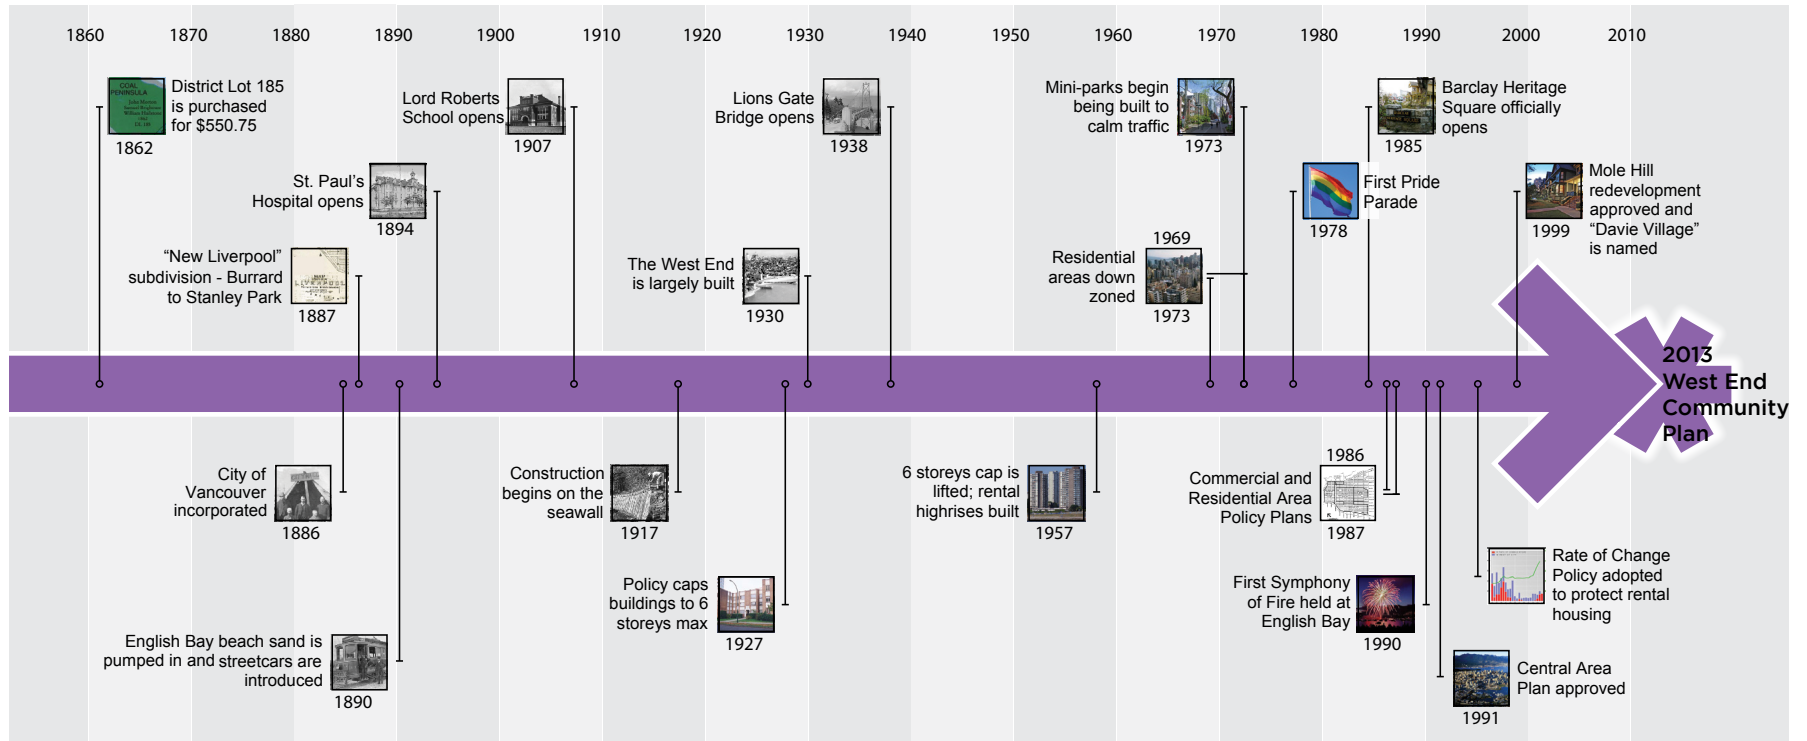 1860 1870 1880 1890 1900 1910 1920 1930 1940 1950 1960 1970 1980 1990 2000 2010
COAL
PENINSULA
District Lot 185
is purchased
for $550.75
1862
Lord Roberts
School opens
1907
Lions Gate
Bridge opens
1938
Mini-parks begin
being built to
calm traffic
1973
Barclay Heritage
Square officially
opens
1985
St. Paul's
Hospital opens
1894
First Pride
Parade
1978
Mole Hill
redevelopment
approved and
“Davie Village”
is named
1999
“New Liverpool”
subdivision - Burrard
to Stanley Park
LIVERPOOL
1887
The West End
is largely built
1930
1969
Residential
areas down
zoned
1973
2013
West End
Community
Plan
City of
Vancouver
incorporated
1886
Construction
begins on the
seawall
1917
6 storeys cap is
lifted; rental
highrises built
1957
1986
Commercial and
Residential Area
Policy Plans
1987
Policy caps
buildings to 6
storeys max
1927
First Symphony
of Fire held at
English Bay
1990
Rate of Change
Policy adopted
to protect rental
housing
English Bay beach sand is
pumped in and streetcars are
introduced
1890
Central Area
Plan approved
1991